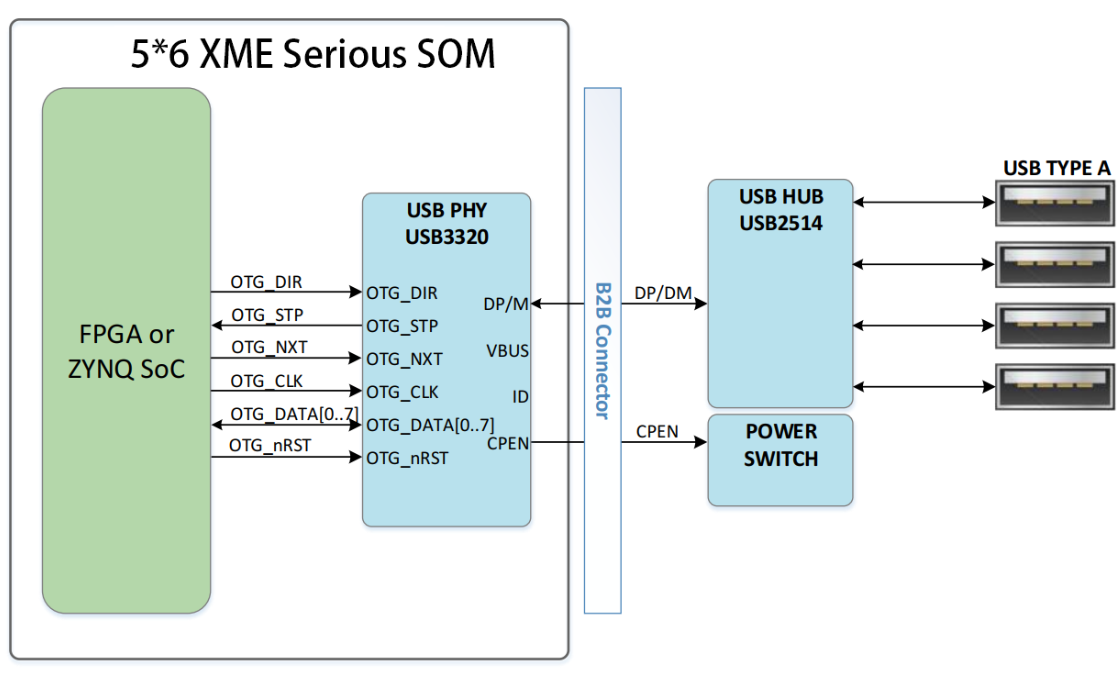 5*6 XME Serious SOM
FPGA or
ZYNQ SoC
OTG_DIR
OTG_STP
OTG_NXT
OTG_CLK
OTG_DATA[0..7]
OTG_nRST
USB PHY
USB3320
OTG_DIR
OTG_STP
OTG_NXT
OTG_CLK
OTG_DATA[0..7]
OTG_nRST
DP/M
VBUS
ID
CPEN
B2B Connector
DP/DM
CPEN
USB HUB
USB2514
POWER
SWITCH
USB TYPE A